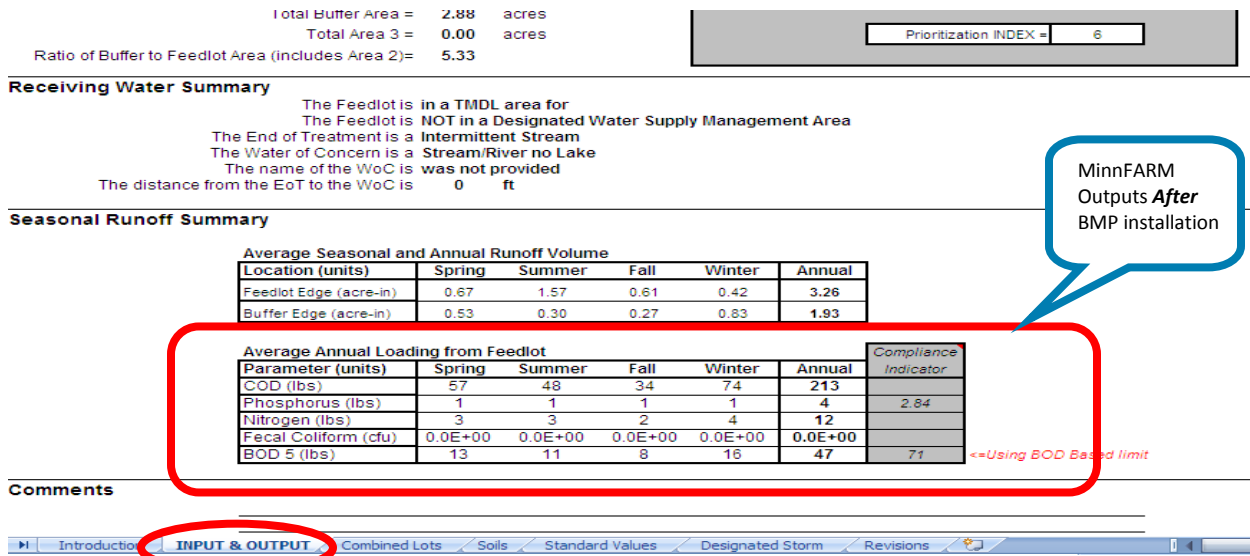 Total Buffer Area = 2.88 acres
Total Area 3 = 0.00 acres
Prioritization INDEX = 6
Ratio of Buffer to Feedlot Area (includes Area 2)= 5.33
Receiving Water Summary
The Feedlot is in a TMDL area for
The Feedlot is NOT in a Designated Water Supply Management Area
The End of Treatment is a Intermittent Stream
The Water of Concern is a Stream/River no Lake
The name of the WoC is was not provided
The distance from the EoT to the WoC is 0 ft
MinnFARM
Outputs After
BMP installation
Seasonal Runoff Summary
Average Seasonal and Annual Runoff Volume
Location (units) Spring Summer Fall Winter Annual
Feedlot Edge (acre-in) 0.67 1.57 0.61 0.42 3.26
Buffer Edge (acre-in) 0.53 0.30 0.27 0.83 1.93
Average Annual Loading from Feedlot Compliance
Parameter (units) Spring Summer Fall Winter Annual Indicator
COD (lbs) 57 48 34 74 213
Phosphorus (lbs) 1 1 1 1 4 2.84
Nitrogen (lbs) 3 3 2 4 12
Fecal Coliform (cfu) 0.0E+00 0.0E+00 0.0E+00 0.0E+00 0.0E+00
BOD 5 (lbs) 13 11 8 16 47 71 <=Using BOD Based limit
Comments
Introduction INPUT & OUTPUT Combined Lots Soils Standard Values Designated Storm Revisions